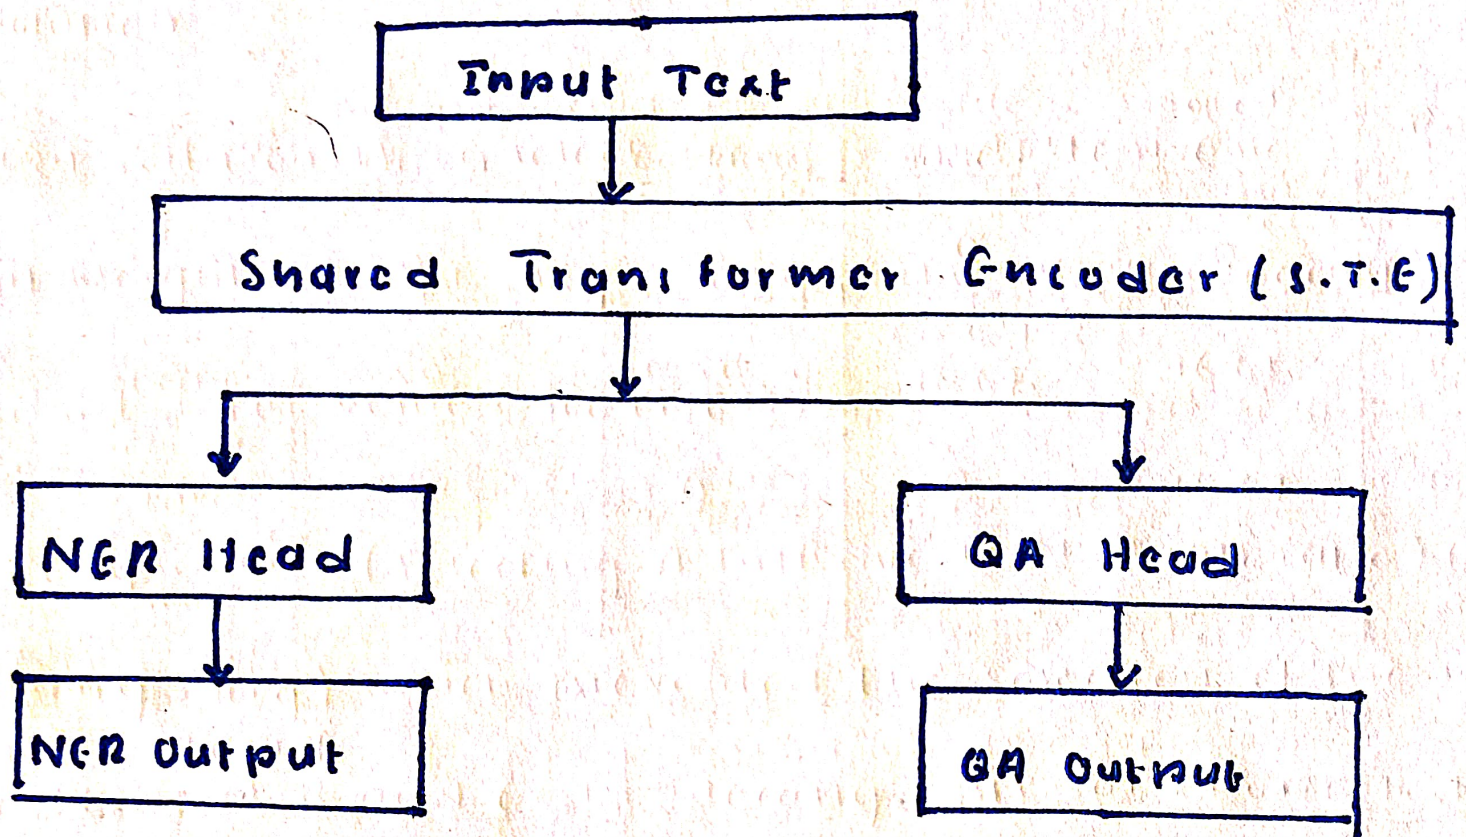 Input Text
Shared Transformer Encoder (S.T.E)
NER Head
QA Head
NER Output
QA Output